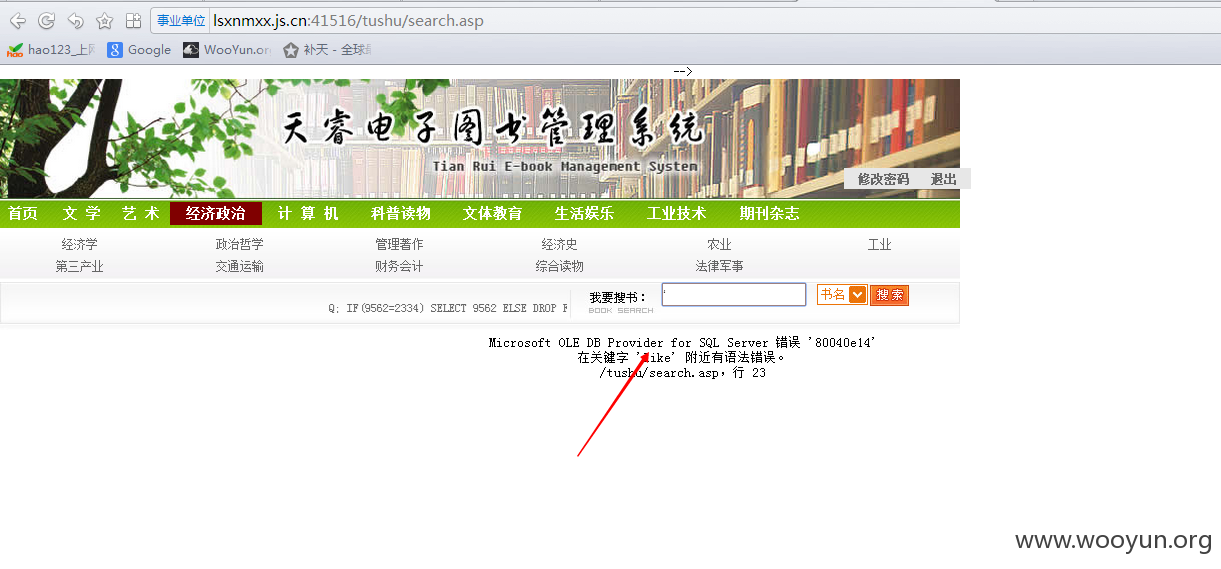 事业单位 lsxnmxx.js.cn:41516/tushu/search.asp
hao123_上网 Google WooYun.org 补天 - 全球
-->
天睿电子图书管理系统
Tian Rui E-book Management System
修改密码 退出
首页 文 学 艺 术 经济政治 计 算 机 科普读物 文体教育 生活娱乐 工业技术 期刊杂志
经济学 政治哲学 管理著作 经济史 农业 工业
第三产业 交通运输 财务会计 综合读物 法律军事
Q; IF(9562=2334) SELECT 9562 ELSE DROP F
我要搜书： ' 书名 搜 索
BOOK SEARCH
Microsoft OLE DB Provider for SQL Server 错误 '80040e14'
在关键字 'like' 附近有语法错误。
/tushu/search.asp，行 23
www.wooyun.org